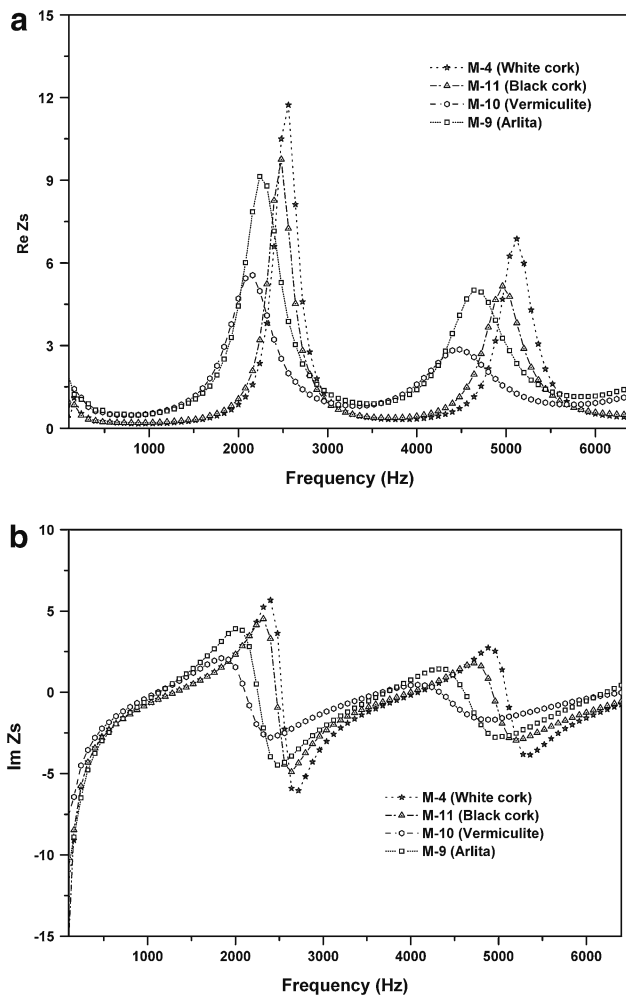 a
15
12
9
6
3
0
Re Zs
M-4 (White cork)
M-11 (Black cork)
M-10 (Vermiculite)
M-9 (Arlita)
1000 2000 3000 4000 5000 6000
Frequency (Hz)
b
10
5
0
-5
-10
-15
Im Zs
M-4 (White cork)
M-11 (Black cork)
M-10 (Vermiculite)
M-9 (Arlita)
1000 2000 3000 4000 5000 6000
Frequency (Hz)